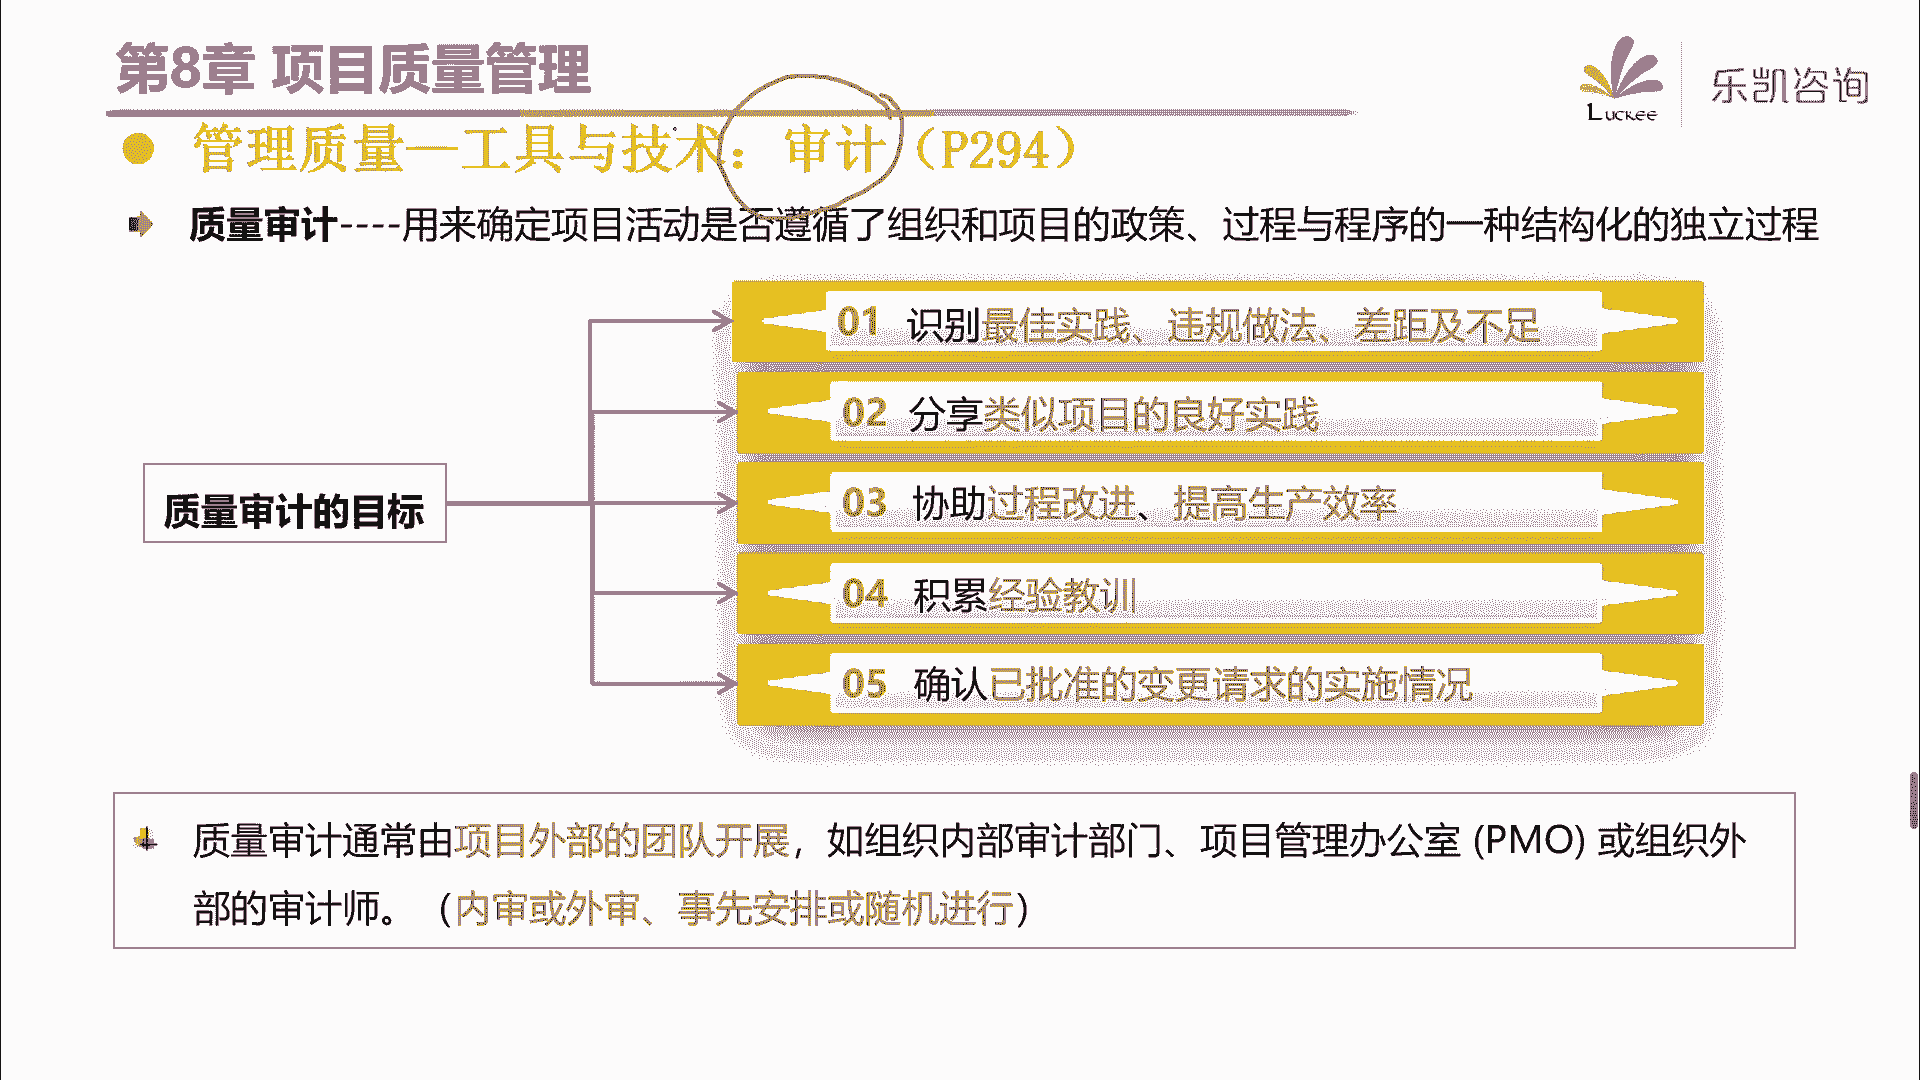 第8章 项目质量管理
Luckee 乐凯咨询
管理质量—工具与技术：审计（P294）
质量审计----用来确定项目活动是否遵循了组织和项目的政策、过程与程序的一种结构化的独立过程
01 识别最佳实践、违规做法、差距及不足
02 分享类似项目的良好实践
03 协助过程改进、提高生产效率
质量审计的目标
04 积累经验教训
05 确认已批准的变更请求的实施情况
质量审计通常由项目外部的团队开展，如组织内部审计部门、项目管理办公室 (PMO) 或组织外
部的审计师。（内审或外审、事先安排或随机进行）